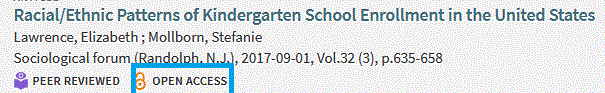 Racial/Ethnic Patterns of Kindergarten School Enrollment in the United States
Lawrence, Elizabeth ; Mollborn, Stefanie
Sociological forum (Randolph, N.J.), 2017-09-01, Vol.32 (3), p.635-658
PEER REVIEWED OPEN ACCESS